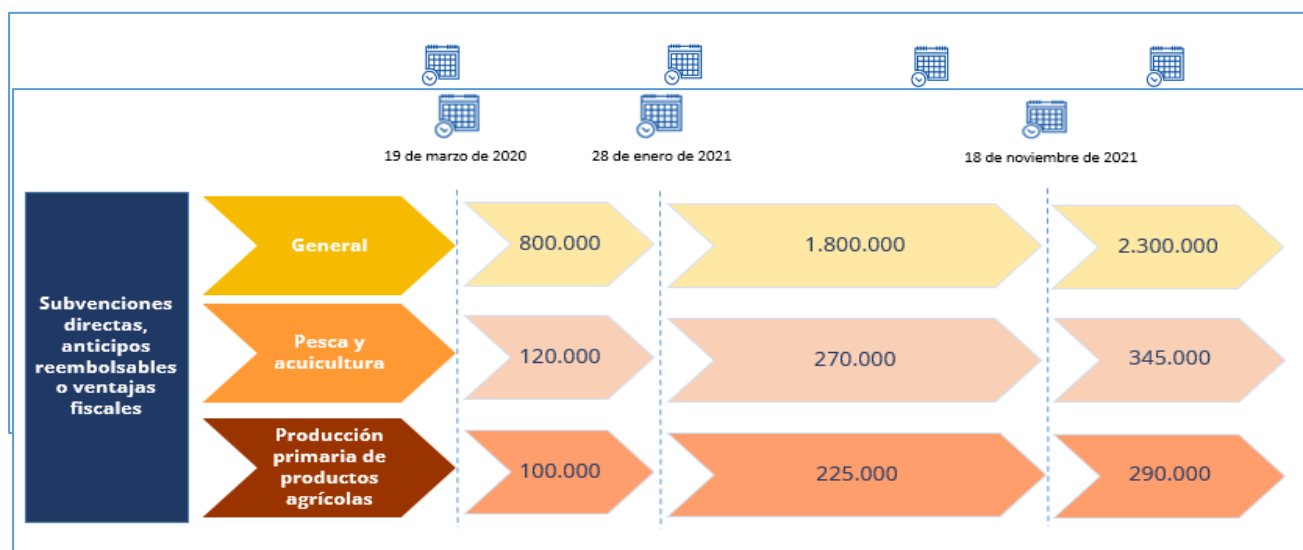 19 de marzo de 2020
28 de enero de 2021
18 de noviembre de 2021
Subvenciones
directas,
anticipos
reembolsables
o ventajas
fiscales
General
800.000
1.800.000
2.300.000
Pesca y
acuicultura
120.000
270.000
345.000
Producción
primaria de
productos
agrícolas
100.000
225.000
290.000